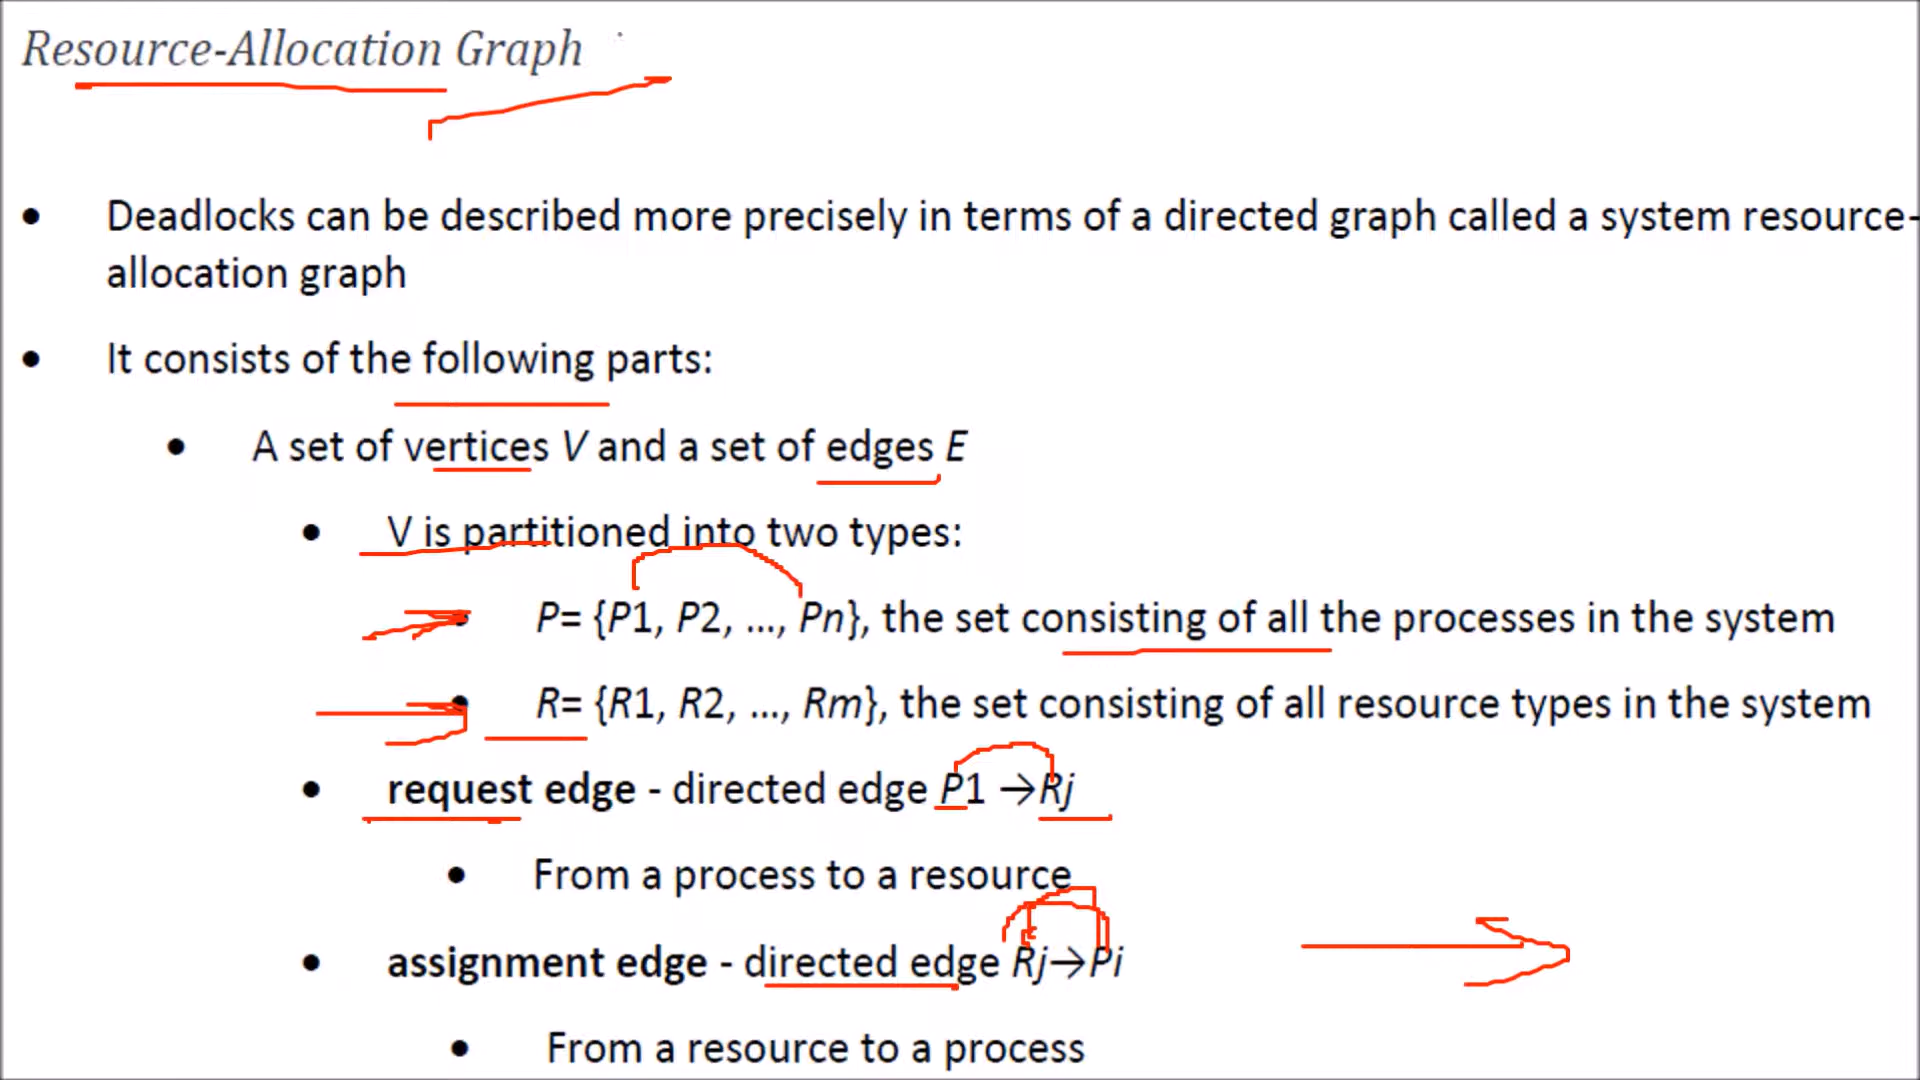 Resource-Allocation Graph
• Deadlocks can be described more precisely in terms of a directed graph called a system resource-
allocation graph
• It consists of the following parts:
• A set of vertices V and a set of edges E
• V is partitioned into two types:
• P= {P1, P2, ..., Pn}, the set consisting of all the processes in the system
• R= {R1, R2, ..., Rm}, the set consisting of all resource types in the system
• request edge - directed edge P1 →Rj
• From a process to a resource
• assignment edge - directed edge Rj→Pi
• From a resource to a process